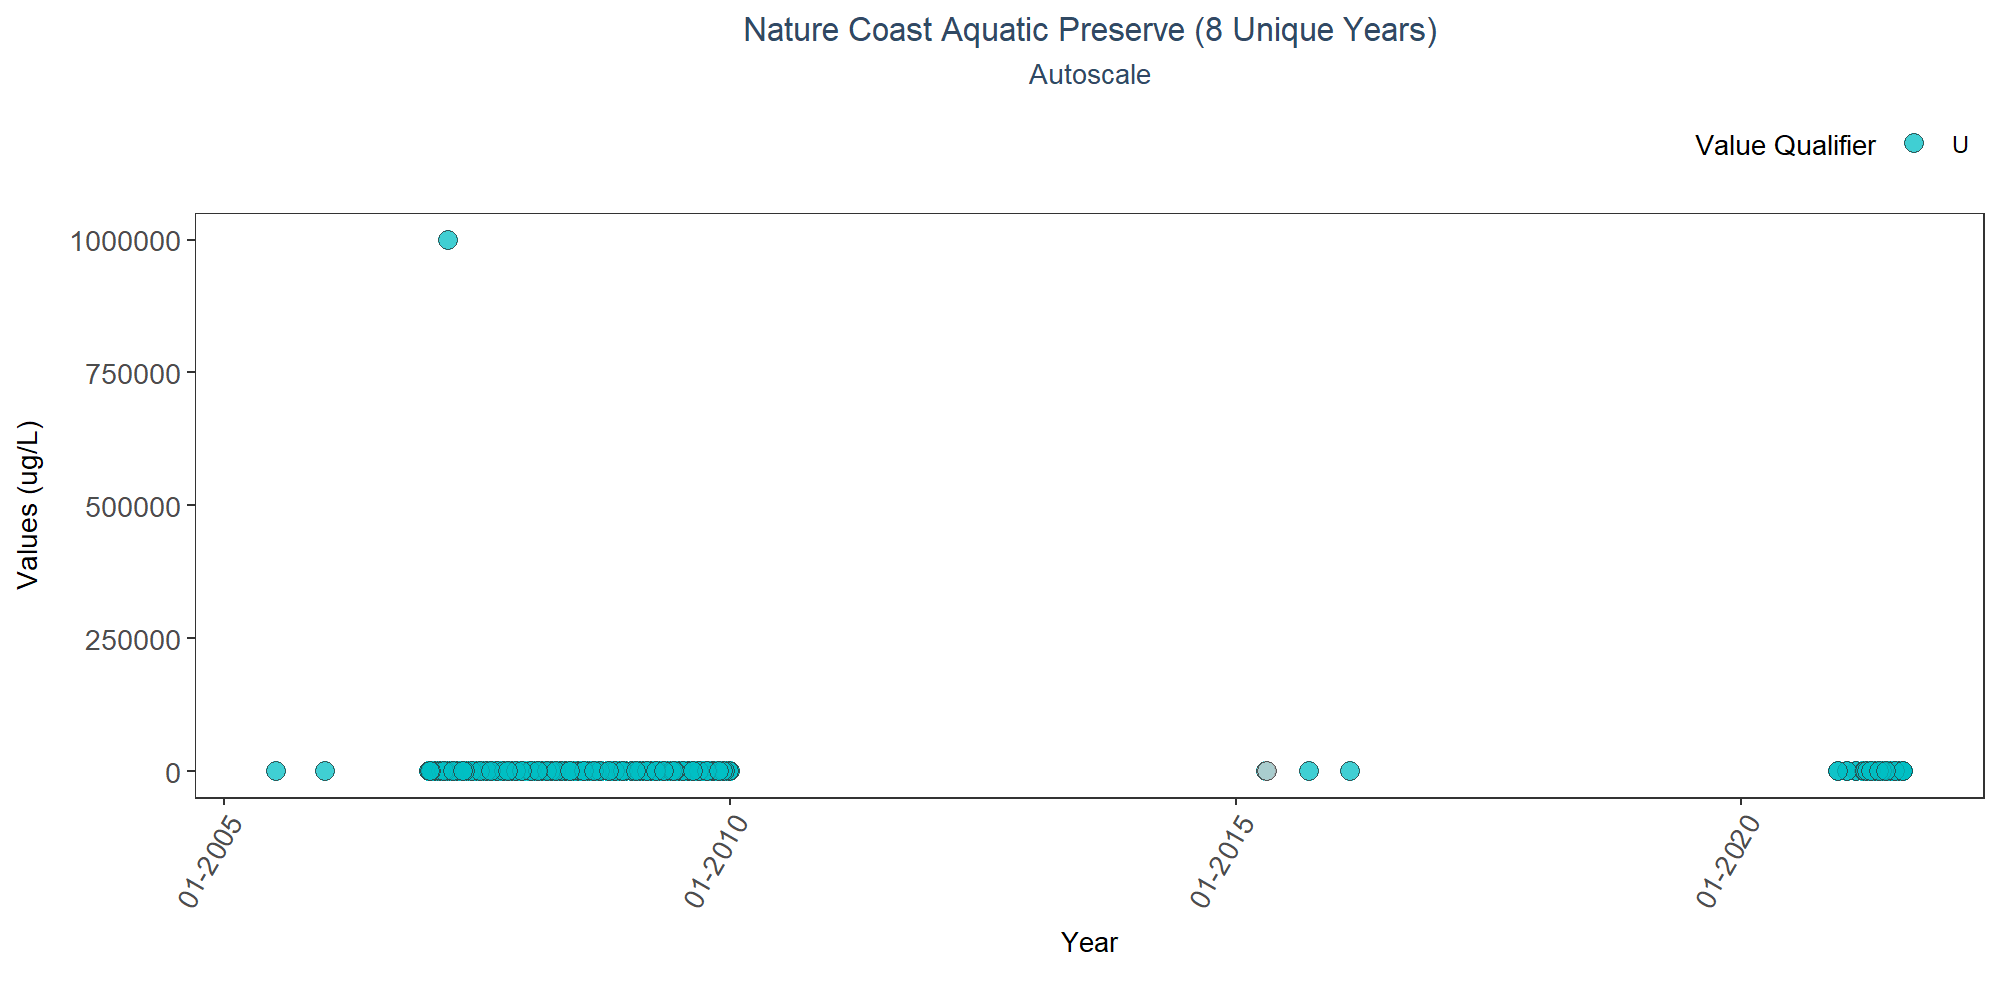 Nature Coast Aquatic Preserve (8 Unique Years)
Autoscale
Value Qualifier U
Values (ug/L)
1000000
750000
500000
250000
0
01-2005 01-2010 01-2015 01-2020
Year